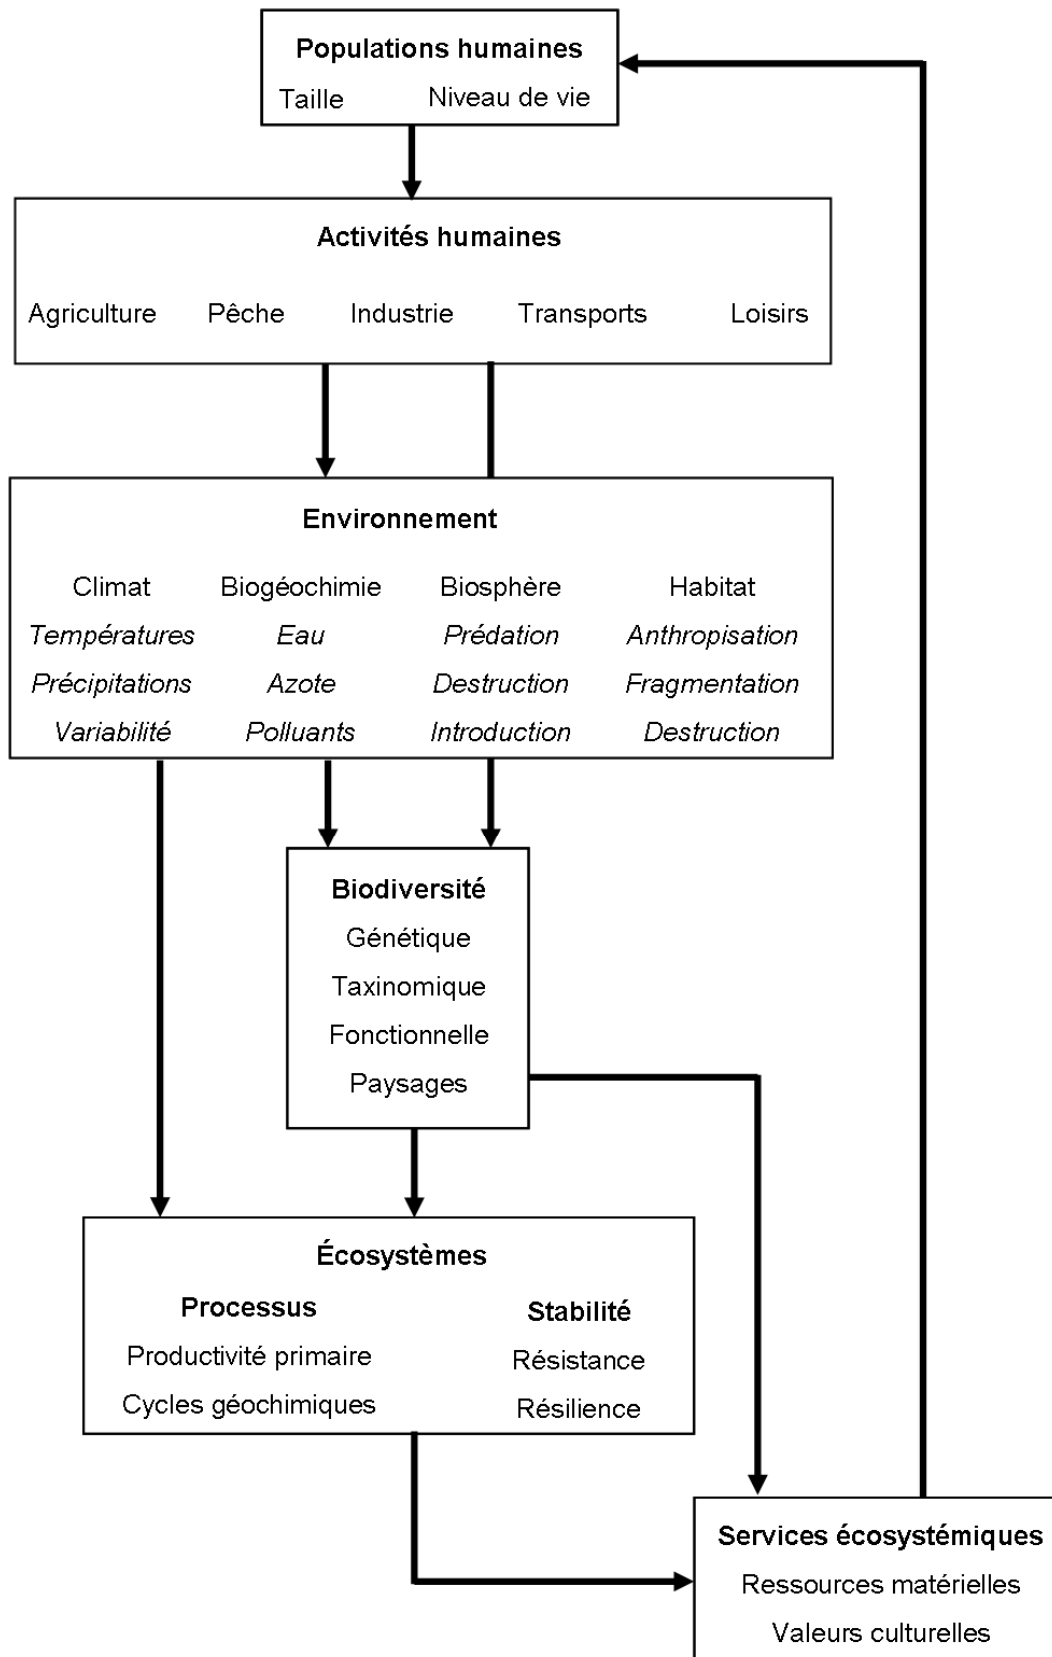 Populations humaines
Taille Niveau de vie
Activités humaines
Agriculture Pêche Industrie Transports Loisirs
Environnement
Climat Biogéochimie Biosphère Habitat
Températures Eau Prédation Anthropisation
Précipitations Azote Destruction Fragmentation
Variabilité Polluants Introduction Destruction
Biodiversité
Génétique
Taxinomique
Fonctionnelle
Paysages
Écosystèmes
Processus Stabilité
Productivité primaire Résistance
Cycles géochimiques Résilience
Services écosystémiques
Ressources matérielles
Valeurs culturelles